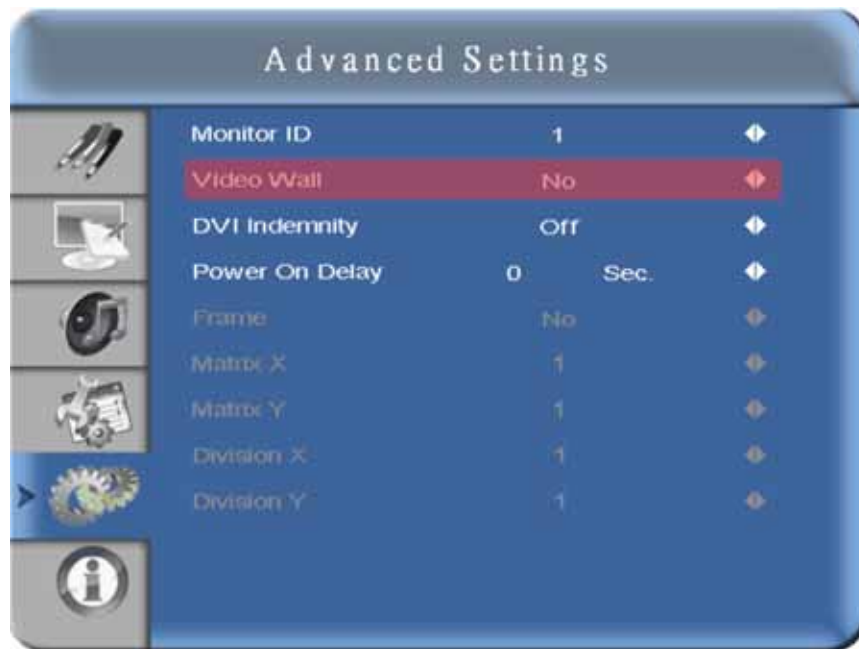 Advanced Settings
Monitor ID 1
Video Wall No
DVI Indemnity Off
Power On Delay 0 Sec.
Frame No
Matrix X 1
Matrix Y 1
Division X 1
Division Y 1